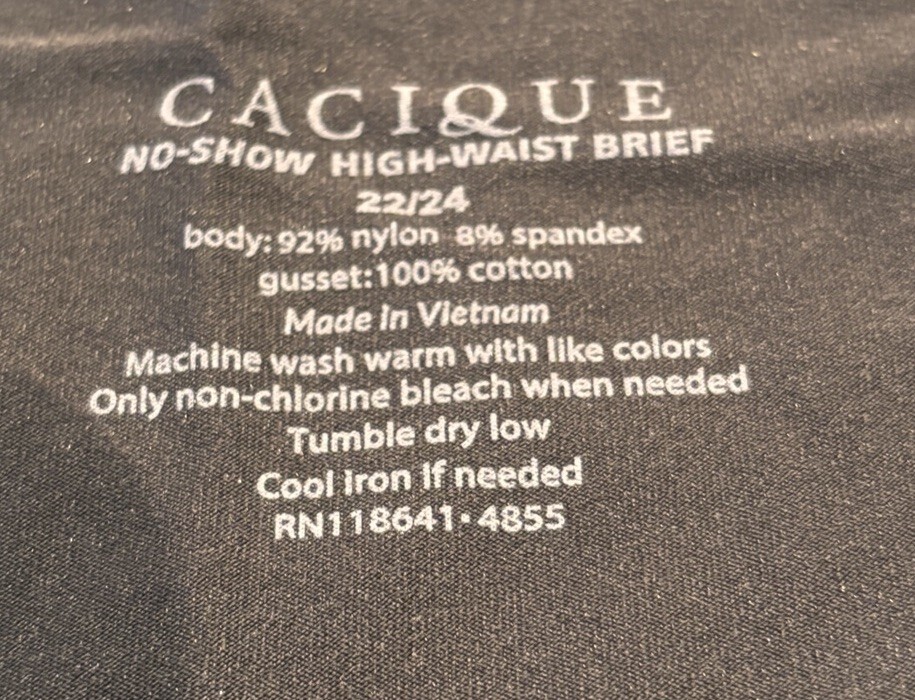 CACIQUE
NO-SHOW HIGH-WAIST BRIEF
22/24
body: 92% nylon 8% spandex
gusset:100% cotton
Made in Vietnam
Machine wash warm with like colors
Only non-chlorine bleach when needed
Tumble dry low
Cool iron if needed
RN118641·4855